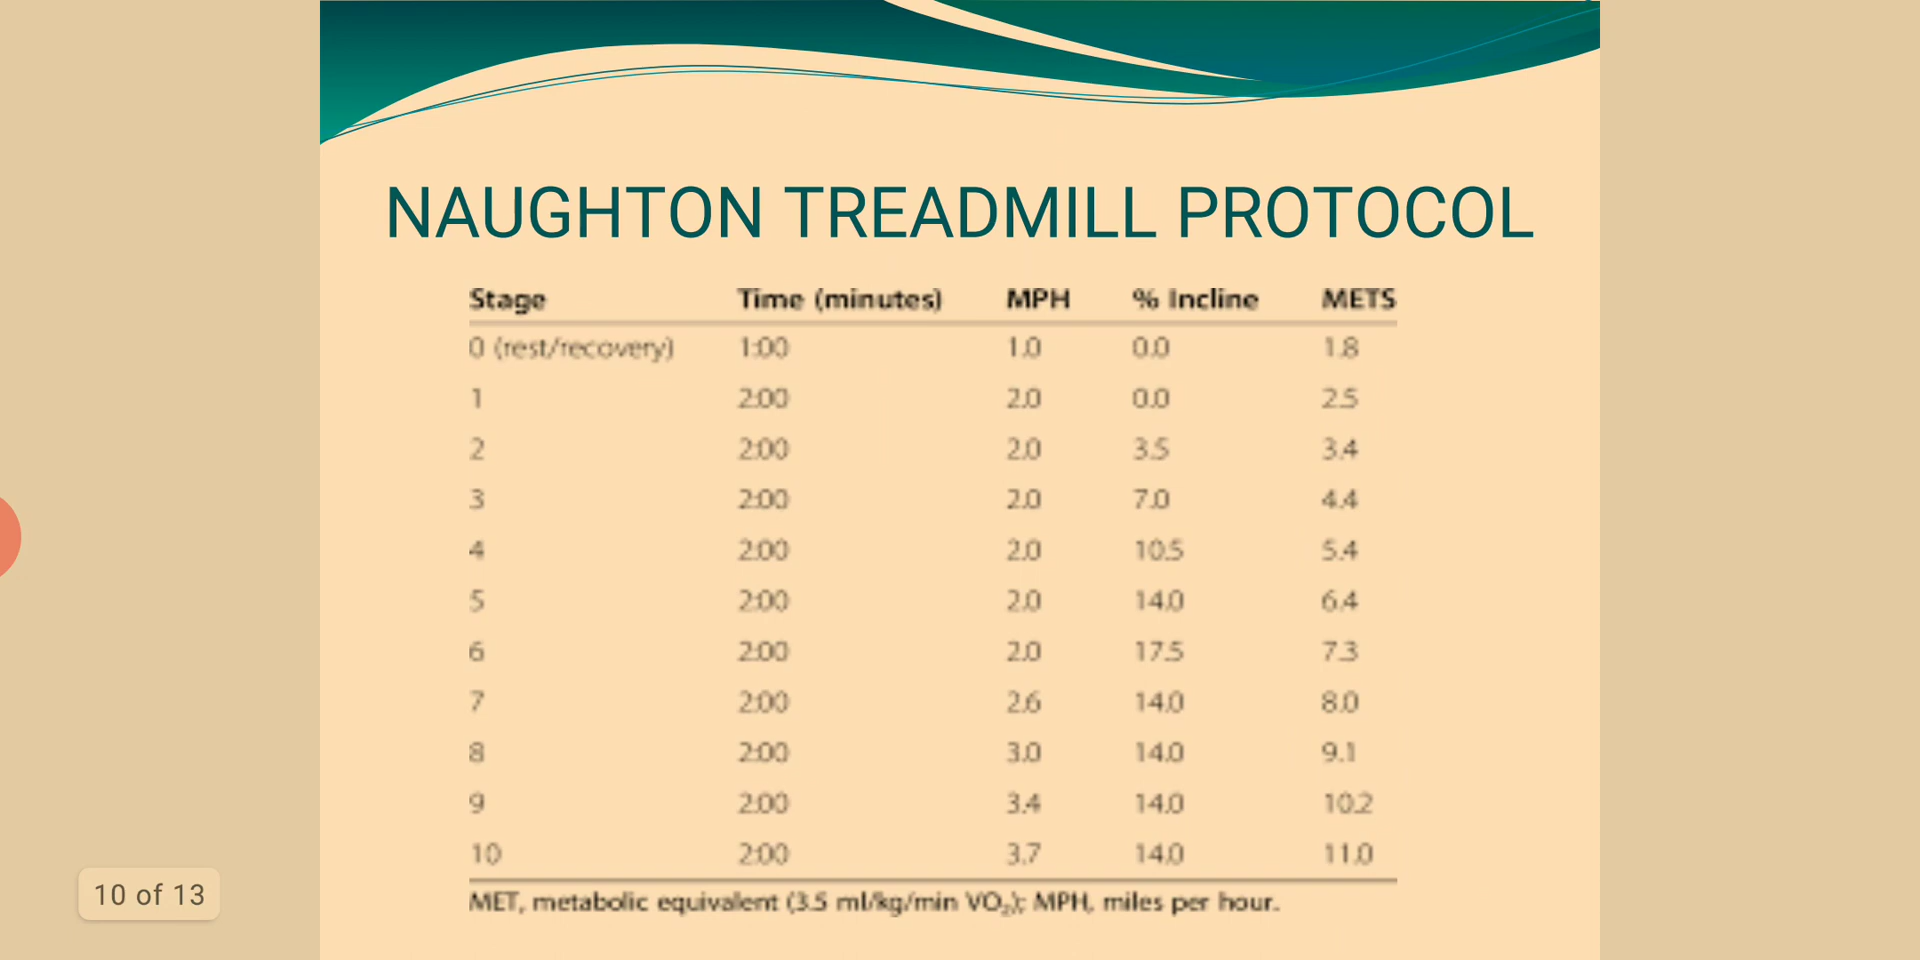 NAUGHTON TREADMILL PROTOCOL
Stage Time (minutes) MPH % Incline METS
0 (rest/recovery) 1:00 1.0 0.0 1.8
1 2:00 2.0 0.0 2.5
2 2:00 2.0 3.5 3.4
3 2:00 2.0 7.0 4.4
4 2:00 2.0 10.5 5.4
5 2:00 2.0 14.0 6.4
6 2:00 2.0 17.5 7.3
7 2:00 2.6 14.0 8.0
8 2:00 3.0 14.0 9.1
9 2:00 3.4 14.0 10.2
10 2:00 3.7 14.0 11.0
MET, metabolic equivalent (3.5 ml/kg/min VO₂); MPH, miles per hour.
10 of 13